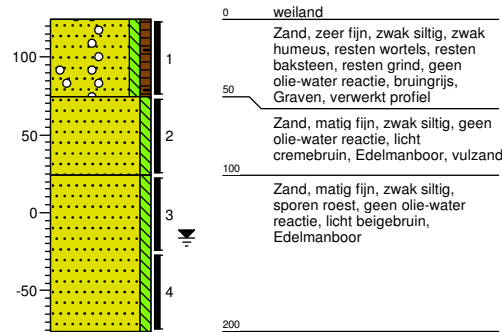 0 weiland
Zand, zeer fijn, zwak siltig, zwak
humeus, resten wortels, resten
baksteen, resten grind, geen
olie-water reactie, bruingrijs,
Graven, verwerkt profiel
50
Zand, matig fijn, zwak siltig, geen
olie-water reactie, licht
cremebruin, Edelmanboor, vulzand
100
Zand, matig fijn, zwak siltig,
sporen roest, geen olie-water
reactie, licht beigebruin,
Edelmanboor
200
100
50
0
-50
1
2
3
4